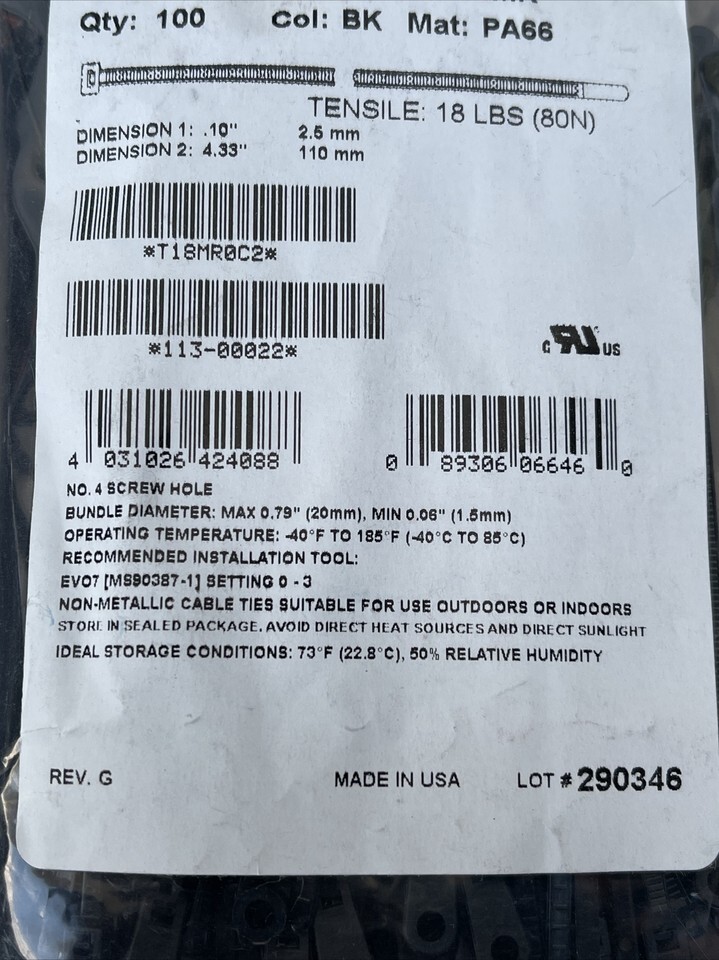 Qty: 100 Col: BK Mat: PA66
TENSILE: 18 LBS (80N)
DIMENSION 1: .10" 2.5 mm
DIMENSION 2: 4.33" 110 mm
*T18MR0C2*
*113-00022*
C RU US
4 031026 424088
0 89306 06646 0
NO. 4 SCREW HOLE
BUNDLE DIAMETER: MAX 0.79" (20mm), MIN 0.06" (1.5mm)
OPERATING TEMPERATURE: -40°F TO 185°F (-40°C TO 85°C)
RECOMMENDED INSTALLATION TOOL:
EVO7 [MS90387-1] SETTING 0 - 3
NON-METALLIC CABLE TIES SUITABLE FOR USE OUTDOORS OR INDOORS
STORE IN SEALED PACKAGE. AVOID DIRECT HEAT SOURCES AND DIRECT SUNLIGHT
IDEAL STORAGE CONDITIONS: 73°F (22.8°C), 50% RELATIVE HUMIDITY
REV. G MADE IN USA LOT # 290346